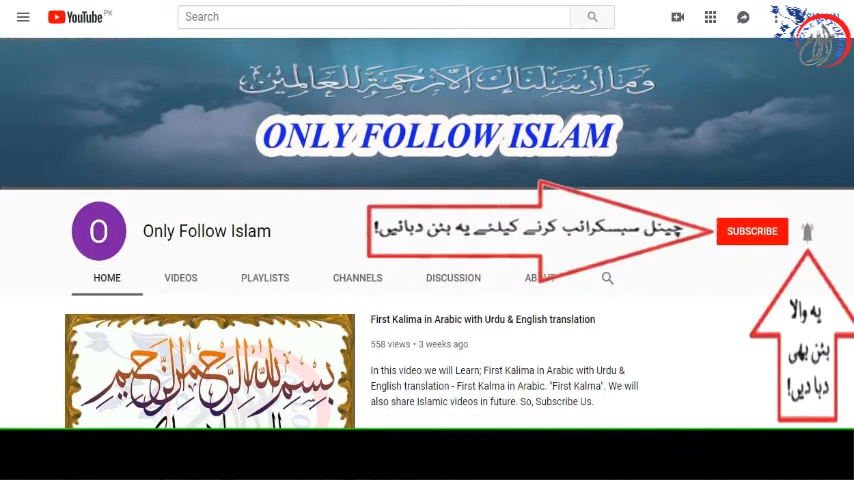 YouTube PK
Search
وما ارسلناك الا رحمة للعالمين
ONLY FOLLOW ISLAM
O
Only Follow Islam
چینل سبسکرائب کرنے کیلئے یہ بٹن دبائیں!
SUBSCRIBE
HOME VIDEOS PLAYLISTS CHANNELS DISCUSSION
یہ والا
بٹن بھی
دبا دیں!
First Kalima in Arabic with Urdu & English translation
558 views • 3 weeks ago
In this video we will Learn; First Kalima in Arabic with Urdu &
English translation - First Kalma in Arabic. "First Kalma". We will
also share Islamic videos in future. So, Subscribe Us.
بسم الله الرحمن الرحيم